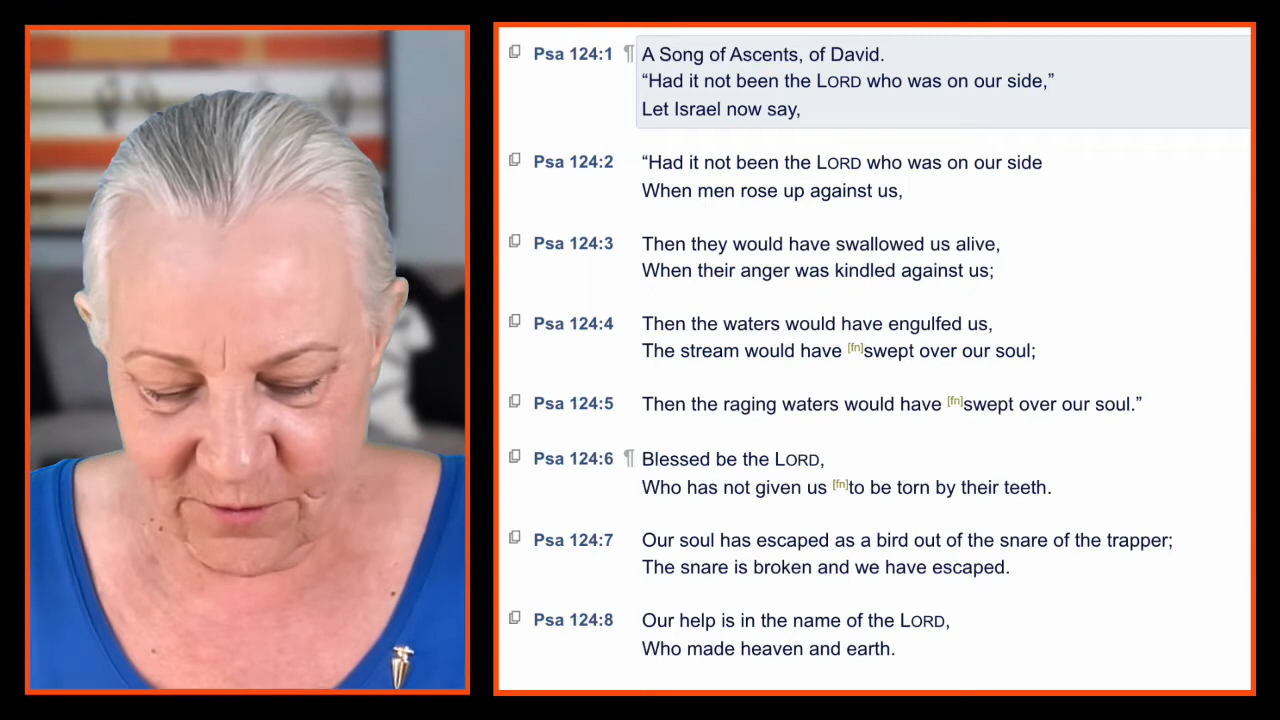 Psa 124:1 ¶ A Song of Ascents, of David.
“Had it not been the LORD who was on our side,”
Let Israel now say,
Psa 124:2 “Had it not been the LORD who was on our side
When men rose up against us,
Psa 124:3 Then they would have swallowed us alive,
When their anger was kindled against us;
Psa 124:4 Then the waters would have engulfed us,
The stream would have [fn]swept over our soul;
Psa 124:5 Then the raging waters would have [fn]swept over our soul.”
Psa 124:6 ¶ Blessed be the LORD,
Who has not given us [fn]to be torn by their teeth.
Psa 124:7 Our soul has escaped as a bird out of the snare of the trapper;
The snare is broken and we have escaped.
Psa 124:8 Our help is in the name of the LORD,
Who made heaven and earth.